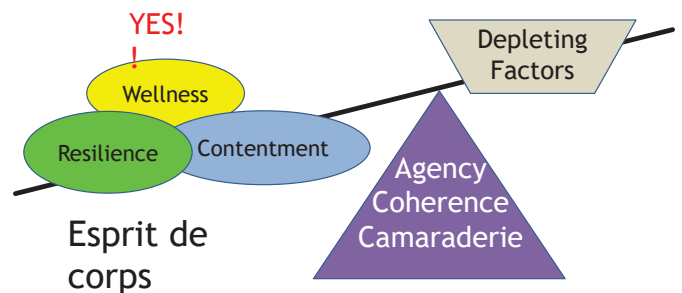 YES!
!
Wellness
Resilience
Contentment
Esprit de
corps
Depleting
Factors
Agency
Coherence
Camaraderie